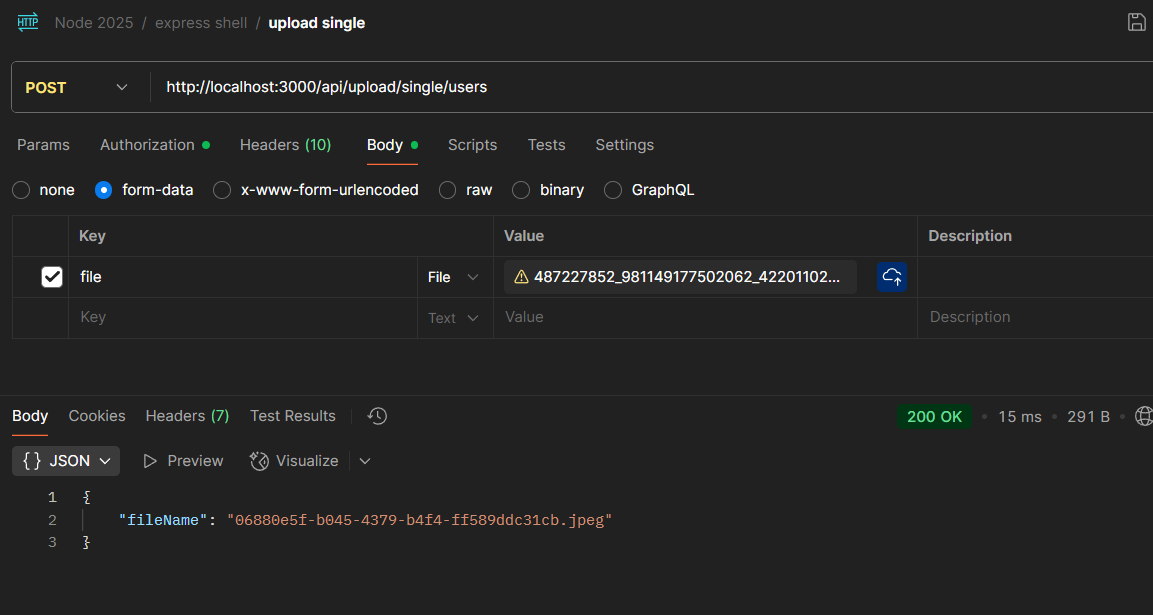 HTTP Node 2025 / express shell / upload single
POST http://localhost:3000/api/upload/single/users
Params Authorization Headers (10) Body Scripts Tests Settings
none form-data x-www-form-urlencoded raw binary GraphQL
Key Value Description
file File 487227852_981149177502062_42201102...
Key Text Value Description
Body Cookies Headers (7) Test Results 200 OK • 15 ms • 291 B •
{} JSON Preview Visualize
1 {
2 "fileName": "06880e5f-b045-4379-b4f4-ff589ddc31cb.jpeg"
3 }